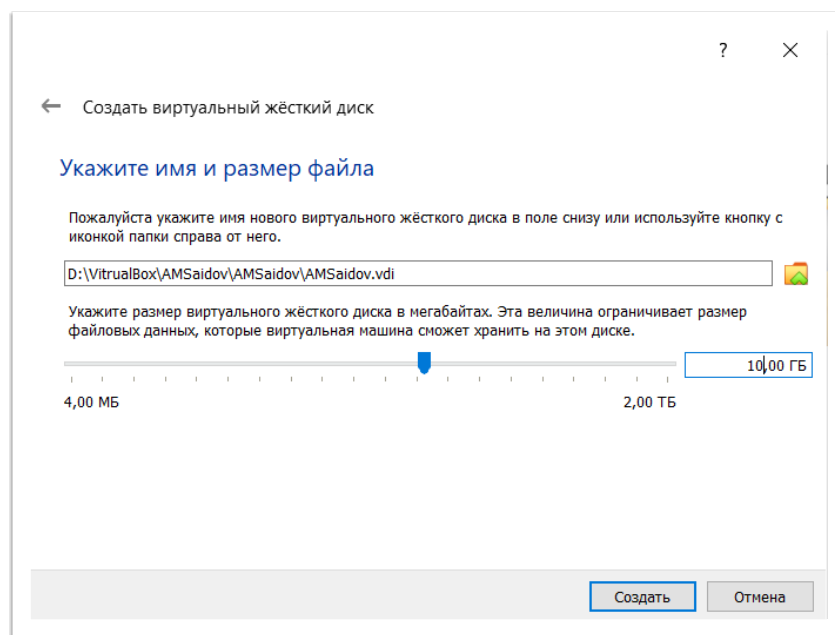 ?
Создать виртуальный жёсткий диск
Укажите имя и размер файла
Пожалуйста укажите имя нового виртуального жёсткого диска в поле снизу или используйте кнопку с
иконкой папки справа от него.
D:\VitrualBox\AMSaidov\AMSaidov\AMSaidov.vdi
Укажите размер виртуального жёсткого диска в мегабайтах. Эта величина ограничивает размер
файловых данных, которые виртуальная машина сможет хранить на этом диске.
10,00 ГБ
4,00 МБ 2,00 ТБ
Создать Отмена